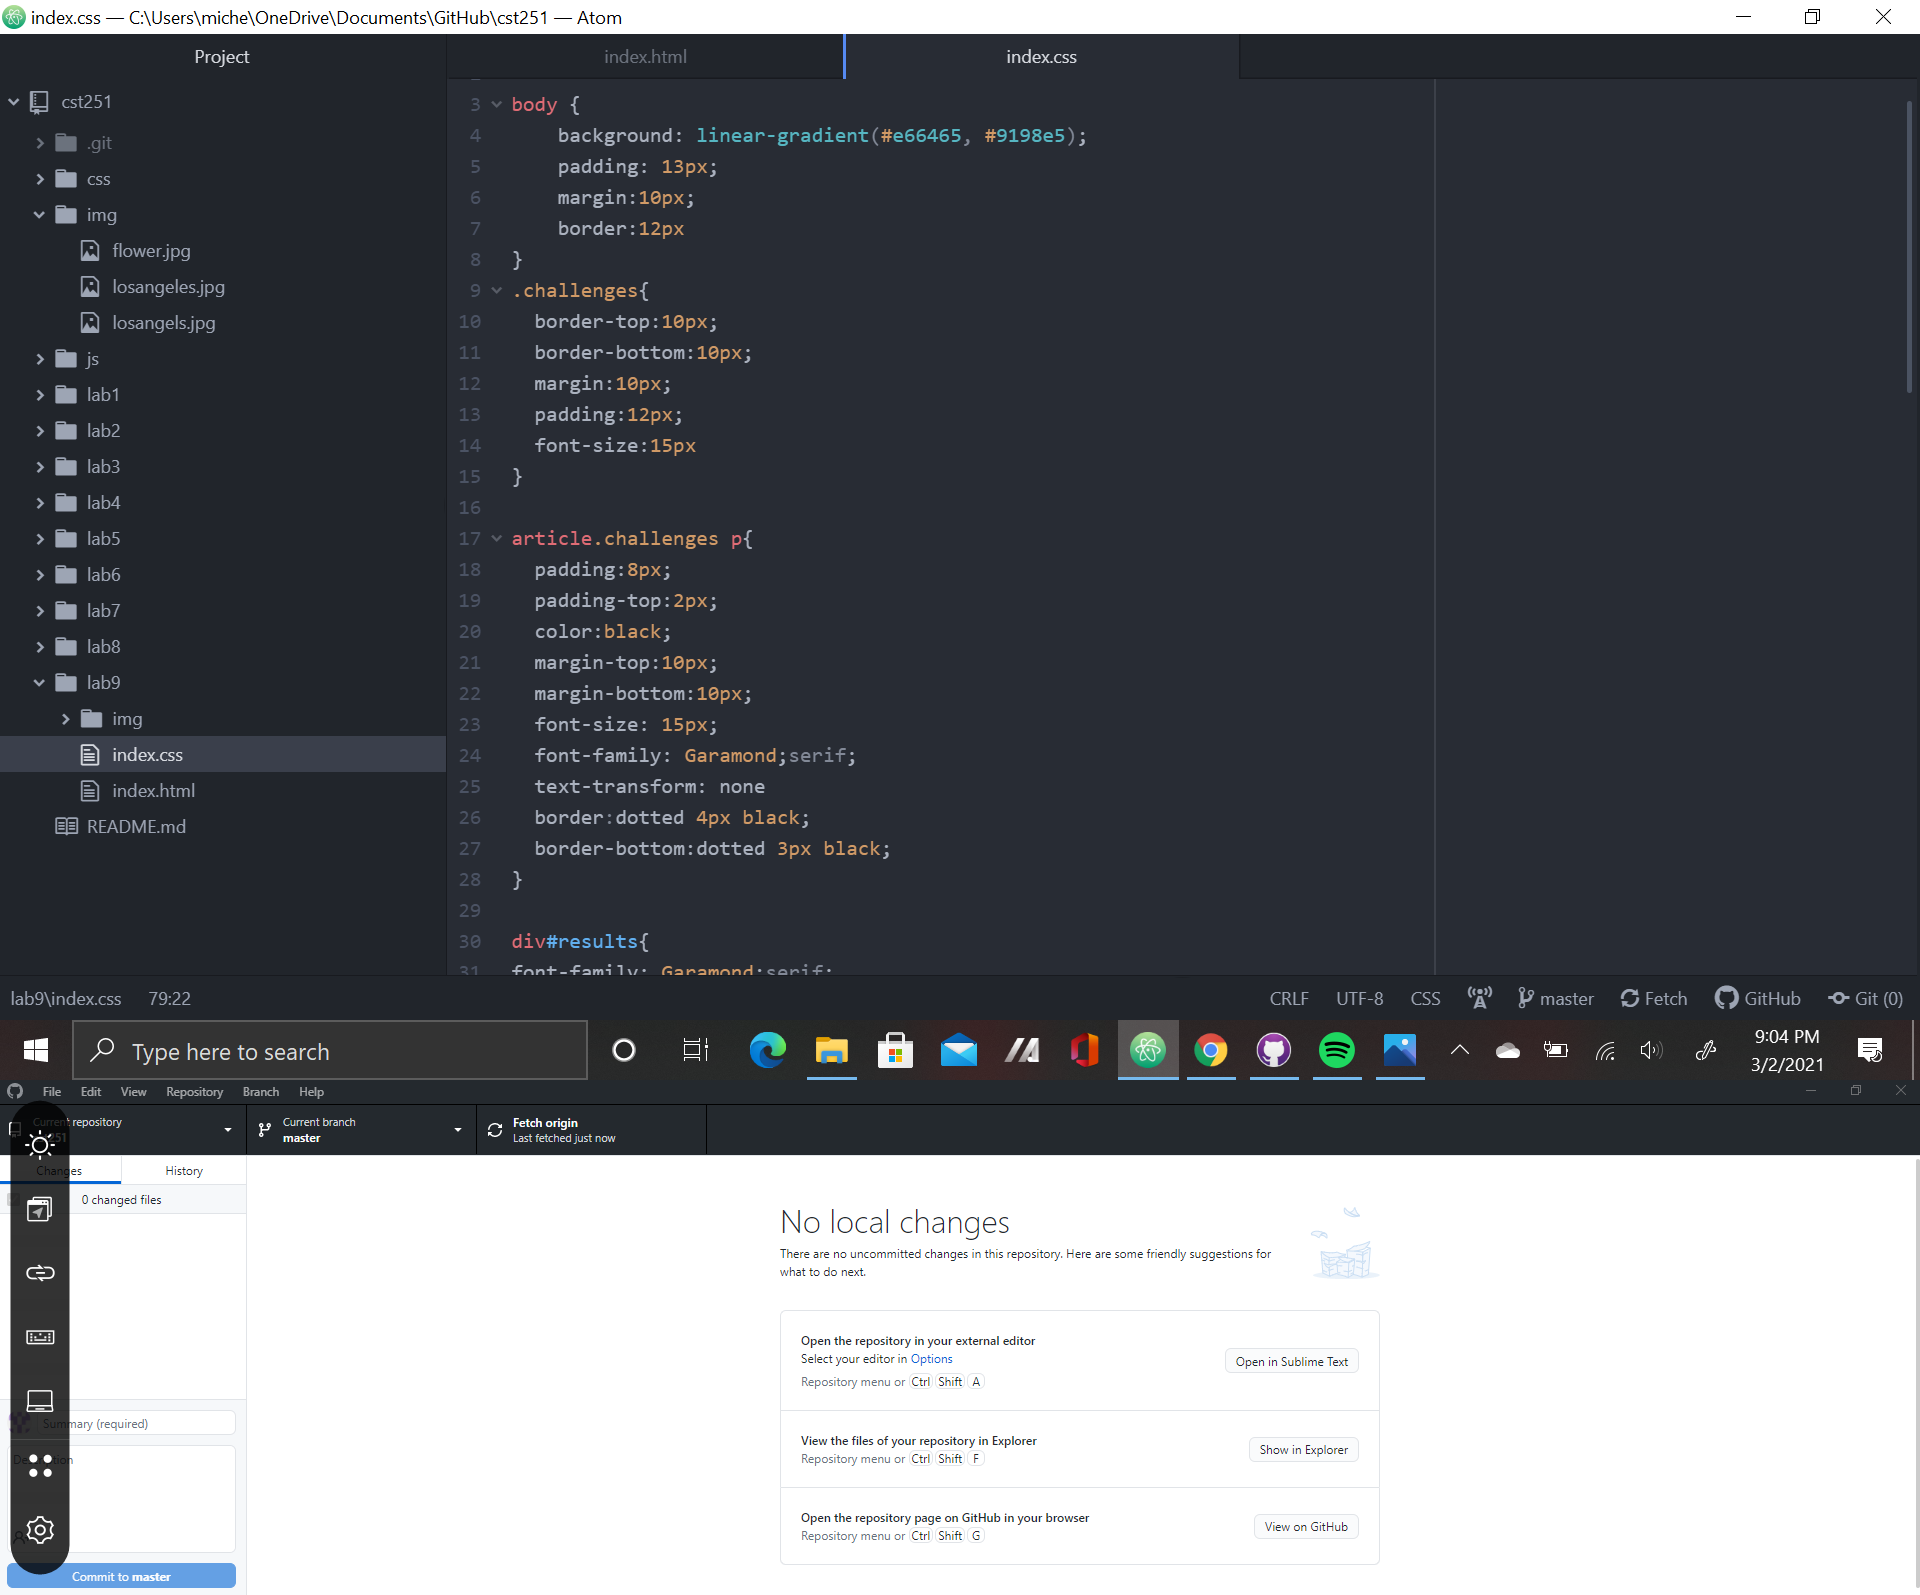 index.css — C:\Users\miche\OneDrive\Documents\GitHub\cst251 — Atom
Project
index.html
index.css
cst251
.git
css
img
flower.jpg
losangeles.jpg
losangels.jpg
js
lab1
lab2
lab3
lab4
lab5
lab6
lab7
lab8
lab9
img
index.css
index.html
README.md
3 body {
4 background: linear-gradient(#e66465, #9198e5);
5 padding: 13px;
6 margin:10px;
7 border:12px
8 }
9 .challenges{
10 border-top:10px;
11 border-bottom:10px;
12 margin:10px;
13 padding:12px;
14 font-size:15px
15 }
16
17 article.challenges p{
18 padding:8px;
19 padding-top:2px;
20 color:black;
21 margin-top:10px;
22 margin-bottom:10px;
23 font-size: 15px;
24 font-family: Garamond;serif;
25 text-transform: none
26 border:dotted 4px black;
27 border-bottom:dotted 3px black;
28 }
29
30 div#results{
31 font-family: Garamond;serif;
lab9\index.css 79:22 CRLF UTF-8 CSS master Fetch GitHub Git (0)
Type here to search
9:04 PM
3/2/2021
File Edit View Repository Branch Help
Current repository
251
Current branch
master
Fetch origin
Last fetched just now
Changes History
0 changed files
No local changes
There are no uncommitted changes in this repository. Here are some friendly suggestions for
what to do next.
Open the repository in your external editor
Select your editor in Options
Repository menu or Ctrl Shift A
Open in Sublime Text
View the files of your repository in Explorer
Repository menu or Ctrl Shift F
Show in Explorer
Open the repository page on GitHub in your browser
Repository menu or Ctrl Shift G
View on GitHub
Summary (required)
Description
Commit to master